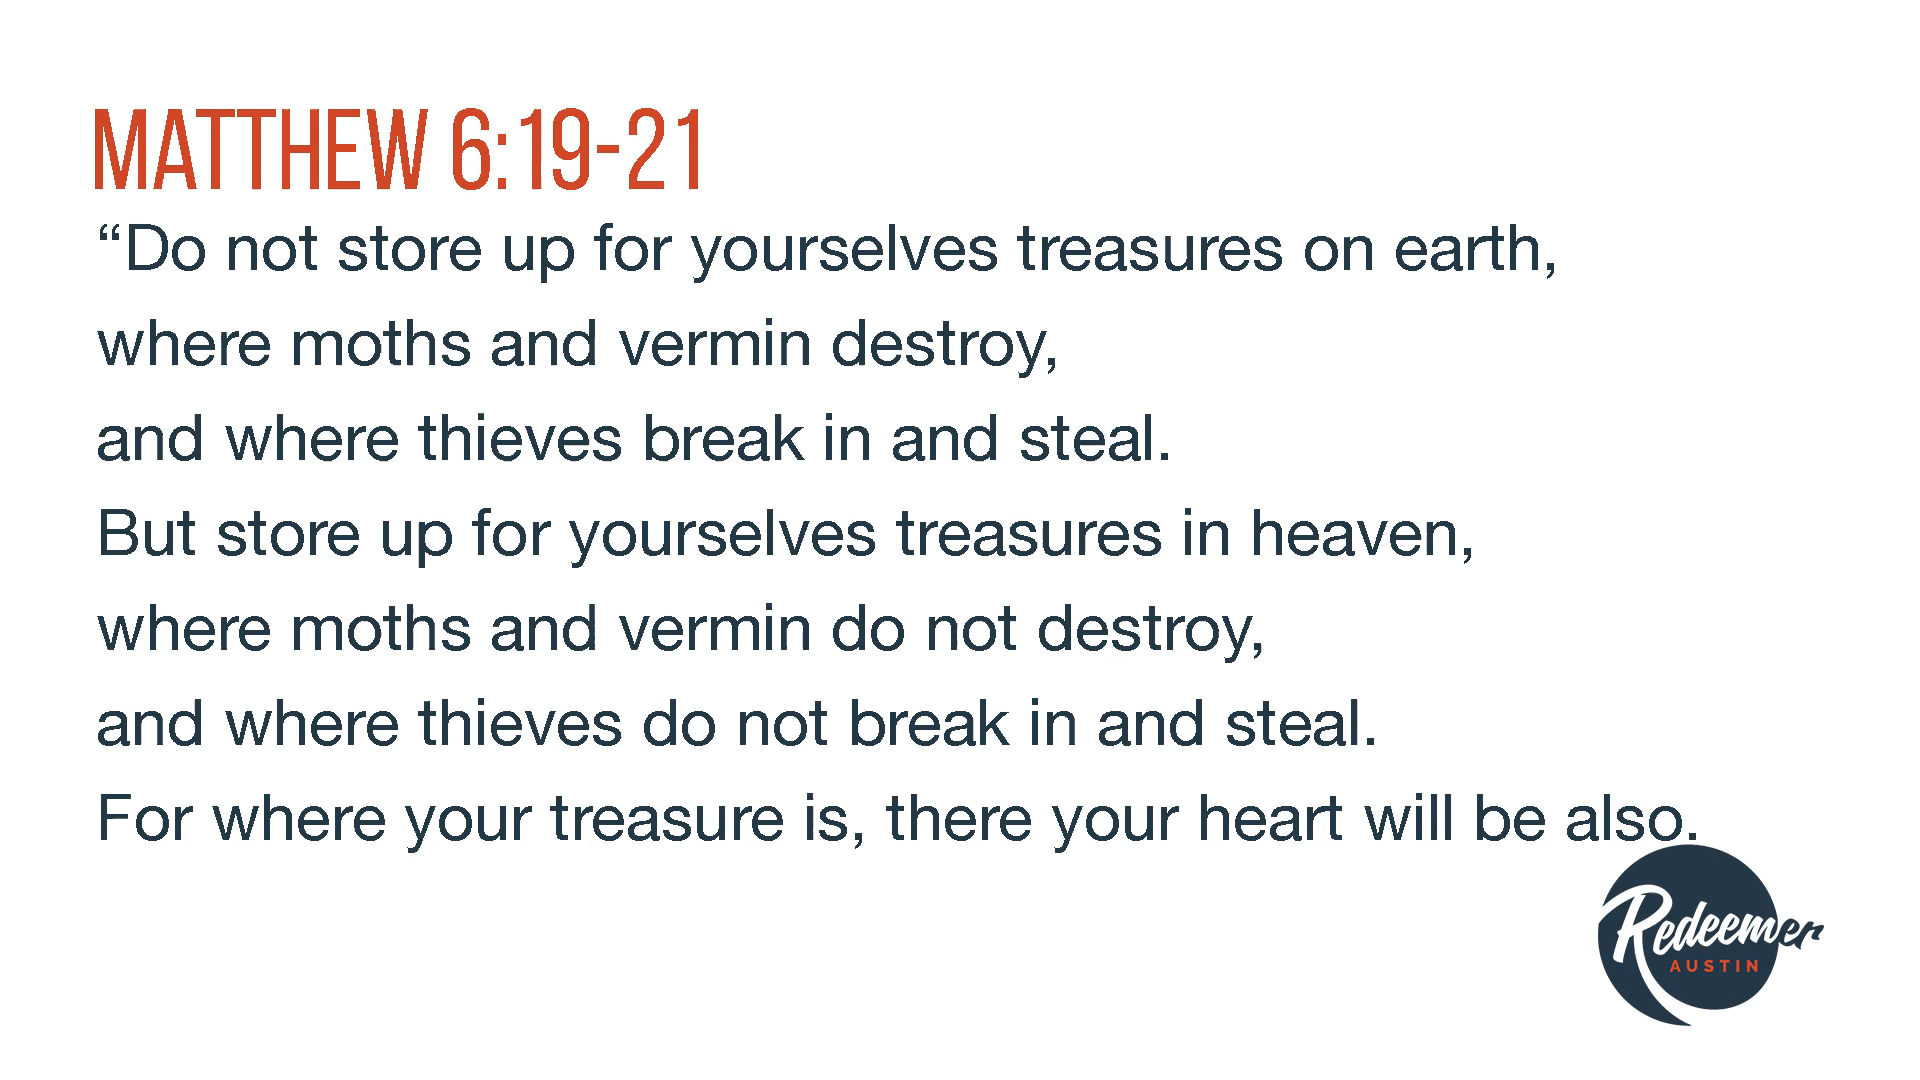 MATTHEW 6:19-21
“Do not store up for yourselves treasures on earth,
where moths and vermin destroy,
and where thieves break in and steal.
But store up for yourselves treasures in heaven,
where moths and vermin do not destroy,
and where thieves do not break in and steal.
For where your treasure is, there your heart will be also.
Redeemer
AUSTIN